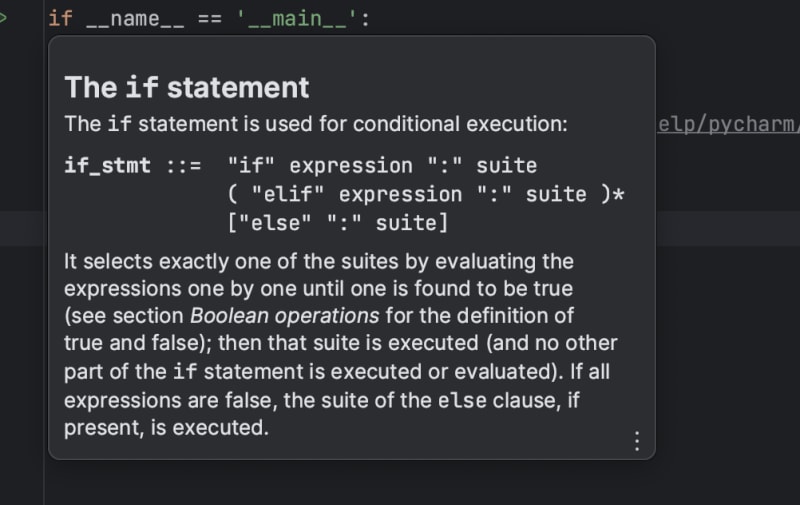 if __name__ == '__main__':
The if statement
The if statement is used for conditional execution:
elp/pycharm/
if_stmt ::=  "if" expression ":" suite
( "elif" expression ":" suite )*
["else" ":" suite]
It selects exactly one of the suites by evaluating the
expressions one by one until one is found to be true
(see section Boolean operations for the definition of
true and false); then that suite is executed (and no other
part of the if statement is executed or evaluated). If all
expressions are false, the suite of the else clause, if
present, is executed.